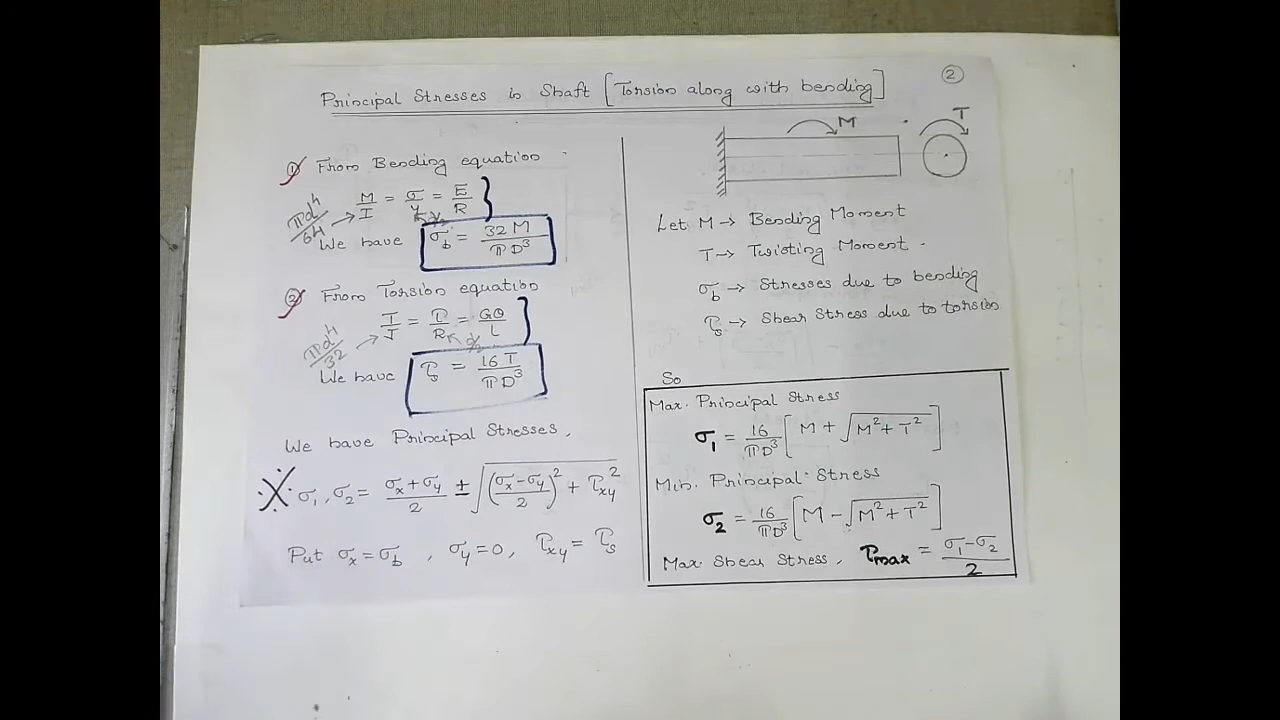 ②
Principal Stresses in Shaft [Torsion along with bending]
① From Bending equation
M/I = σ/y = E/R }
πd⁴/64 →
We have σb = 32 M / πD³
② From Torsion equation
T/J = τ/R = Gθ/L }
πd⁴/32 →
d/2
We have τs = 16 T / πD³
We have Principal Stresses,
σ1, σ2 = (σx + σy)/2 ± √(((σx − σy)/2)² + τxy²)
Put σx = σb , σy = 0, τxy = τs
M
T
Let M → Bending Moment
T → Twisting Moment
σb → Stresses due to bending
τs → Shear Stress due to torsion
So
Max. Principal Stress
σ1 = 16/πD³ [M + √(M² + T²)]
Min. Principal Stress
σ2 = 16/πD³ [M − √(M² + T²)]
Max Shear Stress, τmax = (σ1 − σ2)/2